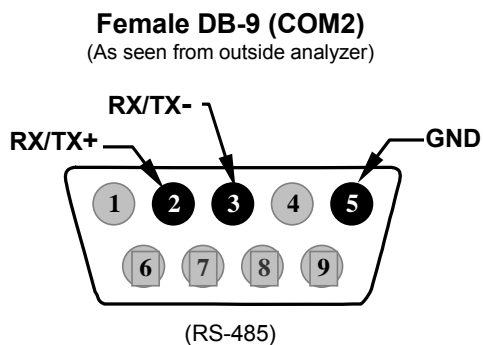 Female DB-9 (COM2)
(As seen from outside analyzer)
RX/TX-
RX/TX+
GND
1 2 3 4 5
6 7 8 9
(RS-485)